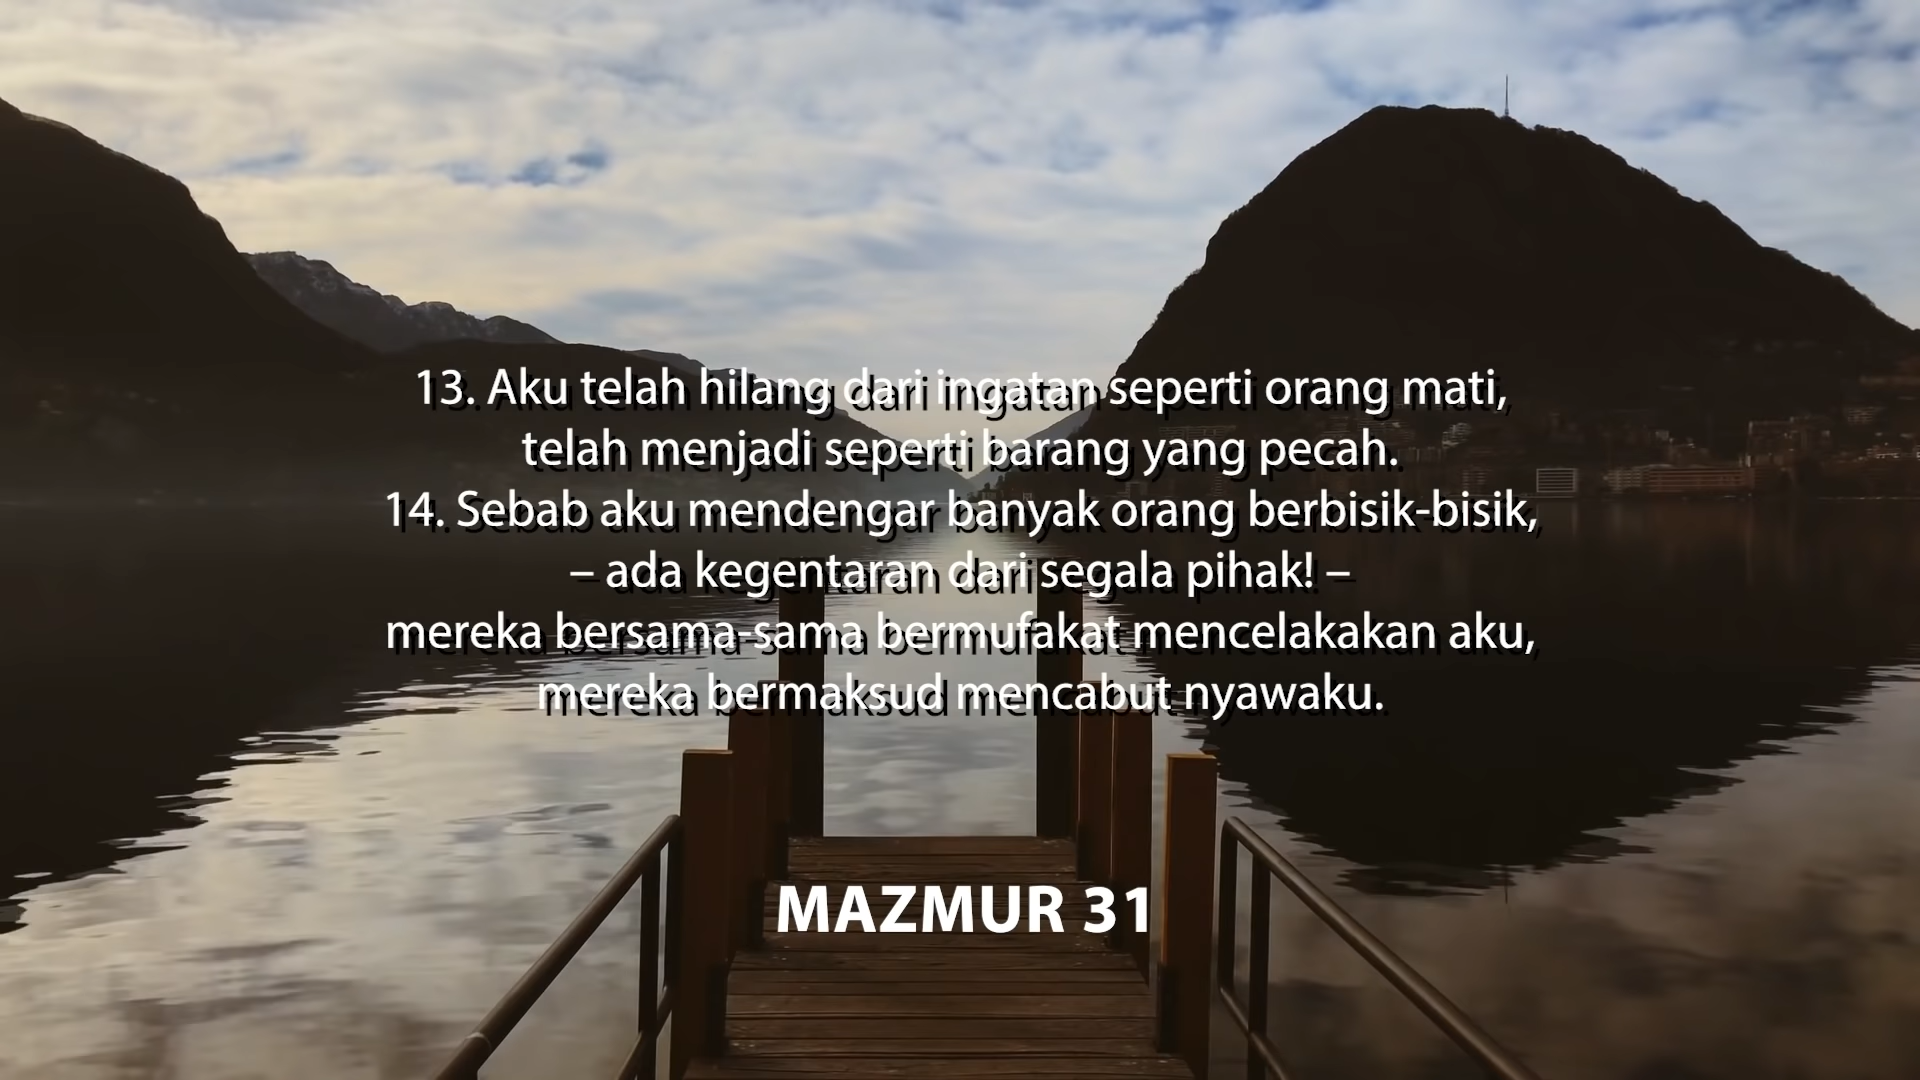 13. Aku telah hilang dari ingatan seperti orang mati,
telah menjadi seperti barang yang pecah.
14. Sebab aku mendengar banyak orang berbisik-bisik,
– ada kegentaran dari segala pihak! –
mereka bersama-sama bermufakat mencelakakan aku,
mereka bermaksud mencabut nyawaku.
MAZMUR 31